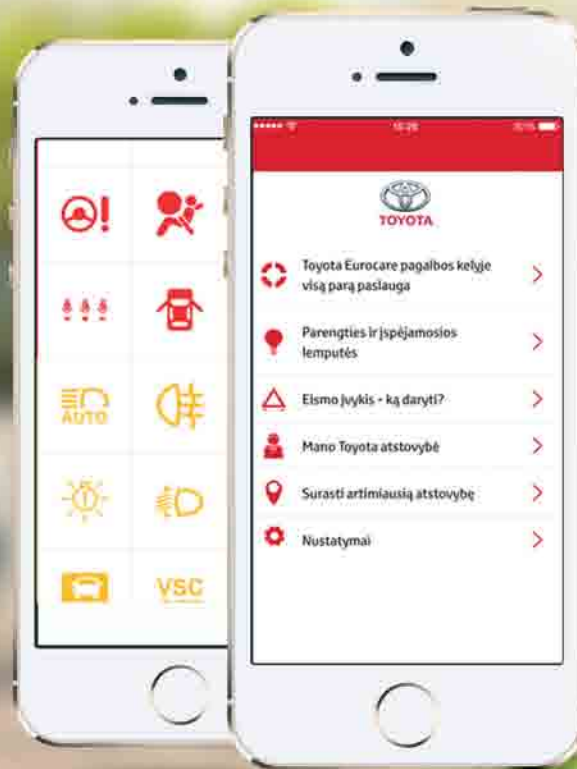 AUTO
VSC
TOYOTA
Toyota Eurocare pagalbos kelyje
visą parą paslauga
Parengties ir įspėjamosios
lemputės
Eismo įvykis - ką daryti?
Mano Toyota atstovybė
Surasti artimiausią atstovybę
Nustatymai